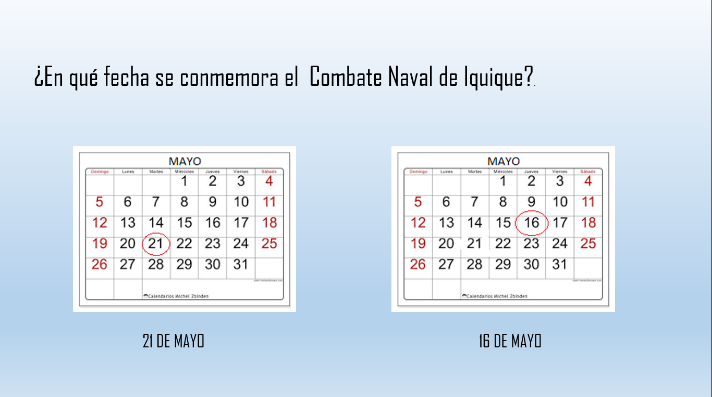 ¿En qué fecha se conmemora el  Combate Naval de Iquique?.
MAYO
Domingo Lunes Martes Miércoles Jueves Viernes Sábado
1 2 3 4
5 6 7 8 9 10 11
12 13 14 15 16 17 18
19 20 21 22 23 24 25
26 27 28 29 30 31
Calendarios Michel Zbinden
21 DE MAYO
MAYO
Domingo Lunes Martes Miércoles Jueves Viernes Sábado
1 2 3 4
5 6 7 8 9 10 11
12 13 14 15 16 17 18
19 20 21 22 23 24 25
26 27 28 29 30 31
Calendarios Michel Zbinden
16 DE MAYO